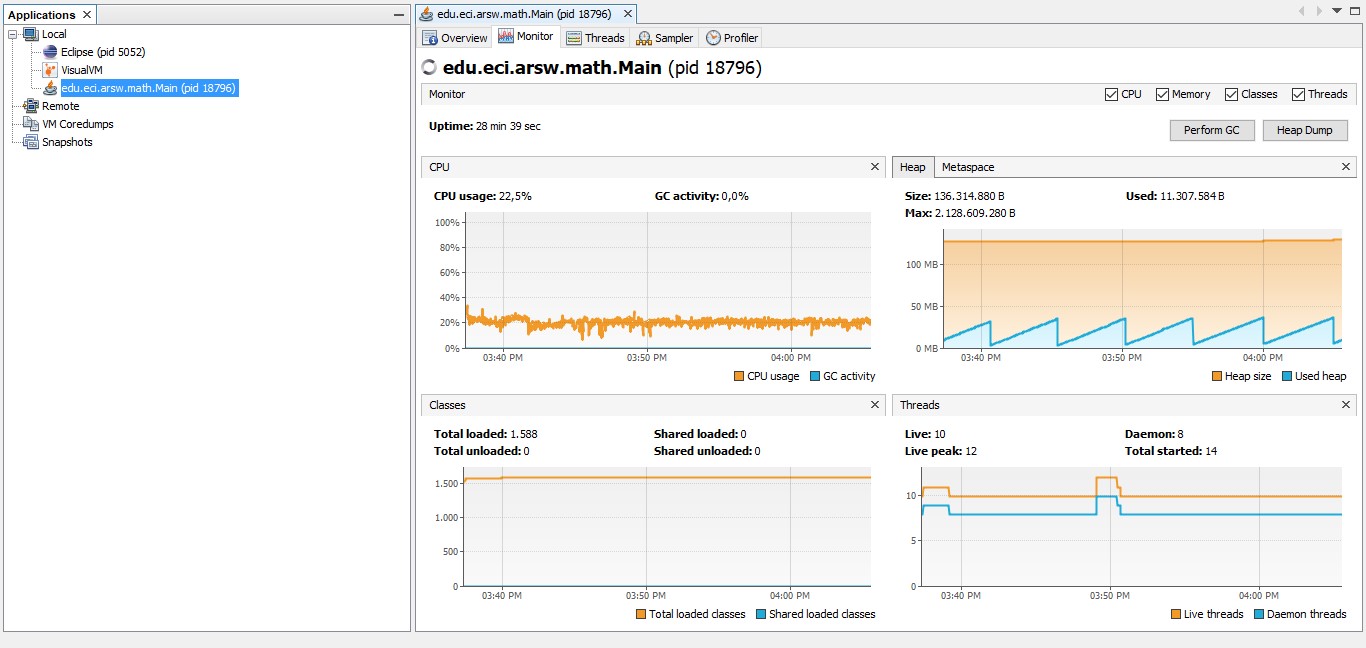 Applications
Local
Eclipse (pid 5052)
VisualVM
edu.eci.arsw.math.Main (pid 18796)
Remote
VM Coredumps
Snapshots
edu.eci.arsw.math.Main (pid 18796)
Overview Monitor Threads Sampler Profiler
edu.eci.arsw.math.Main (pid 18796)
Monitor CPU Memory Classes Threads
Uptime: 28 min 39 sec
Perform GC Heap Dump
CPU
CPU usage: 22,5% GC activity: 0,0%
100%
80%
60%
40%
20%
0%
03:40 PM 03:50 PM 04:00 PM
CPU usage GC activity
Heap Metaspace
Size: 136.314.880 B Used: 11.307.584 B
Max: 2.128.609.280 B
100 MB
50 MB
0 MB
03:40 PM 03:50 PM 04:00 PM
Heap size Used heap
Classes
Total loaded: 1.588 Shared loaded: 0
Total unloaded: 0 Shared unloaded: 0
1.500
1.000
500
0
03:40 PM 03:50 PM 04:00 PM
Total loaded classes Shared loaded classes
Threads
Live: 10 Daemon: 8
Live peak: 12 Total started: 14
10
5
0
03:40 PM 03:50 PM 04:00 PM
Live threads Daemon threads